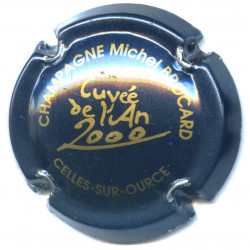 CHAMPAGNE Michel BROCARD
Cuvée
de l'An
2000
CELLES-SUR-OURCE